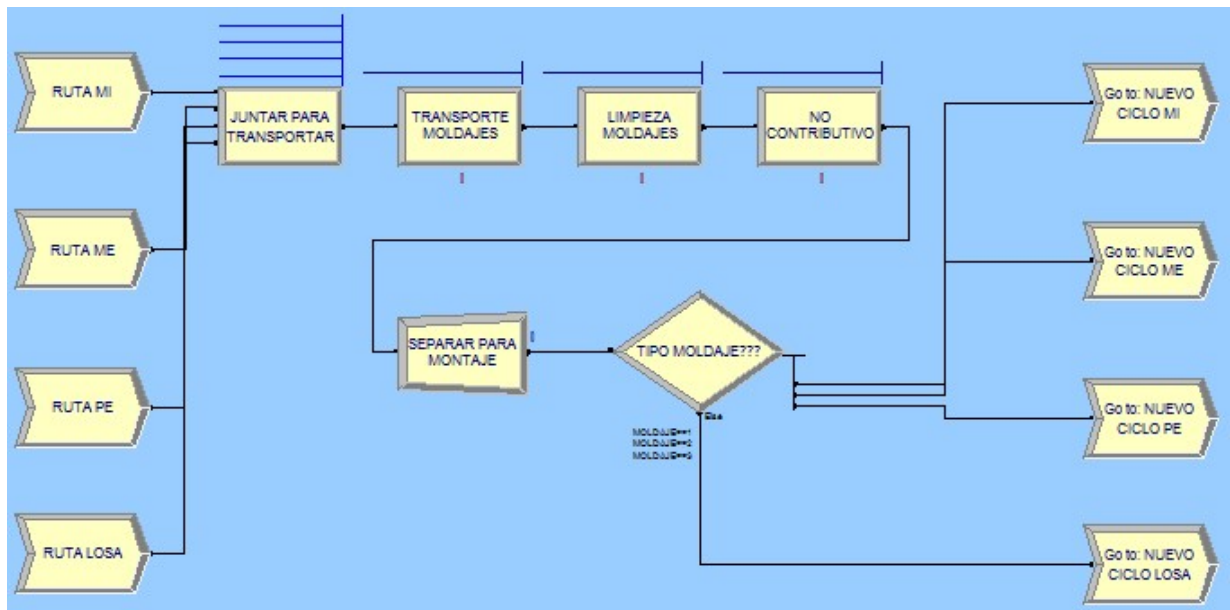 RUTA MI
JUNTAR PARA
TRANSPORTAR
TRANSPORTE
MOLDAJES
LIMPIEZA
MOLDAJES
NO
CONTRIBUTIVO
Go to: NUEVO
CICLO MI
RUTA ME
Go to: NUEVO
CICLO ME
SEPARAR PARA
MONTAJE
TIPO MOLDAJE???
RUTA PE
Go to: NUEVO
CICLO PE
Else
MOLDAJE==1
MOLDAJE==2
MOLDAJE==3
RUTA LOSA
Go to: NUEVO
CICLO LOSA